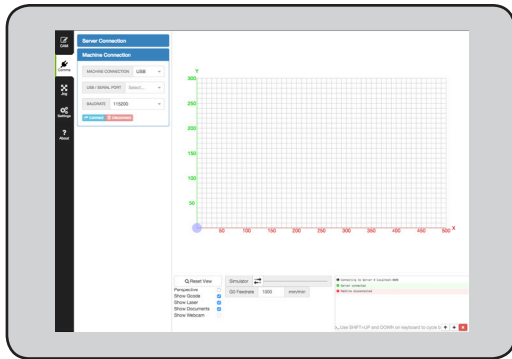 CAM
Comms
Jog
Settings
About
Server Connection
Machine Connection
MACHINE CONNECTION USB
USB / SERIAL PORT Select...
BAUDRATE 115200
Connect Disconnect
Y
300
250
200
150
100
50
50 100 150 200 250 300 350 400 450 500 X
Reset View
Perspective
Show Gcode
Show Laser
Show Documents
Show Webcam
Simulator
G0 Feedrate 1000 mm/min
Server connected
Machine disconnected
Use SHIFT+UP and DOWN on keyboard to cycle